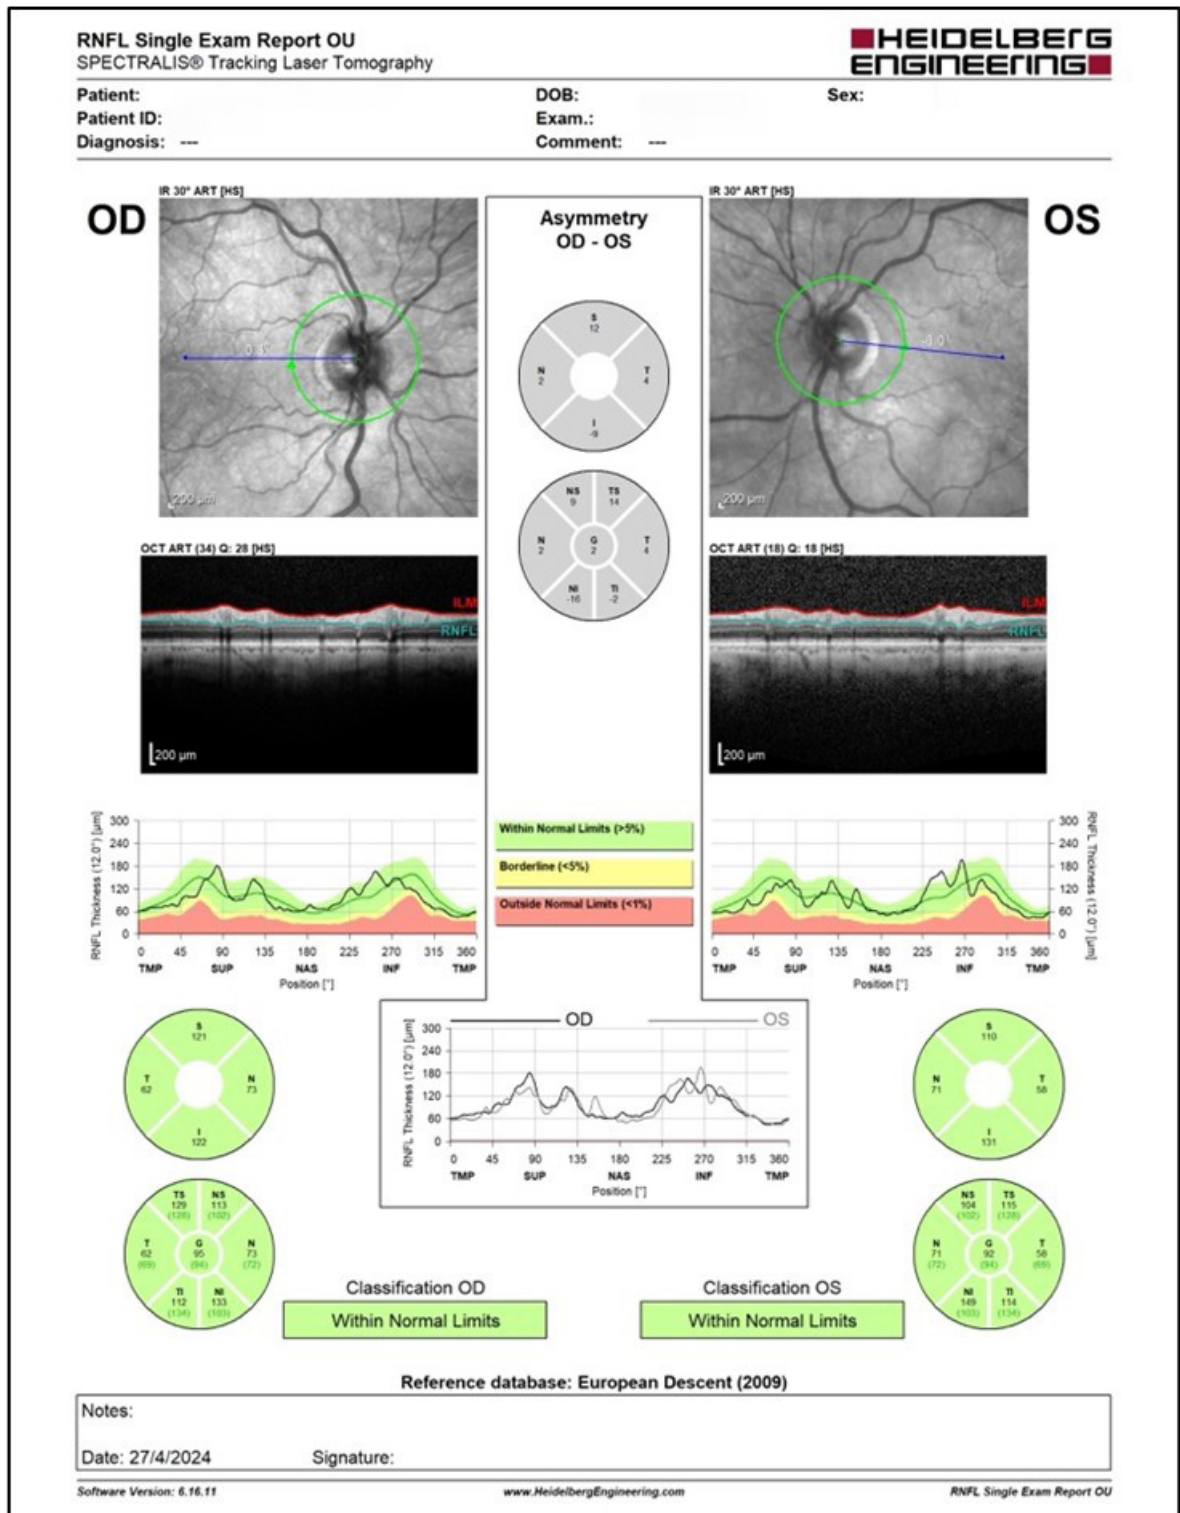 RNFL Single Exam Report OU
SPECTRALIS® Tracking Laser Tomography
HEIDELBERG
ENGINEERING
Patient: DOB: Sex:
Patient ID: Exam.:
Diagnosis: --- Comment: ---
OD
IR 30° ART [HS]
200 µm
Asymmetry
OD - OS
S
12
N
2
T
4
I
-9
NS
9
TS
14
N
2
G
2
T
4
NI
-16
TI
-2
IR 30° ART [HS]
OS
-0.0°
200 µm
OCT ART (34) Q: 28 [HS]
ILM
RNFL
200 µm
OCT ART (18) Q: 18 [HS]
ILM
RNFL
200 µm
RNFL Thickness (12.0°) [µm]
300
240
180
120
60
0
0 45 90 135 180 225 270 315 360
TMP SUP NAS INF TMP
Position [°]
Within Normal Limits (>5%)
Borderline (<5%)
Outside Normal Limits (<1%)
300
240
180
120
60
0
RNFL Thickness (12.0°) [µm]
0 45 90 135 180 225 270 315 360
TMP SUP NAS INF TMP
Position [°]
OD OS
RNFL Thickness (12.0°) [µm]
300
240
180
120
60
0
0 45 90 135 180 225 270 315 360
TMP SUP NAS INF TMP
Position [°]
S
121
T
62
N
73
I
122
S
110
N
71
T
58
I
131
TS
129
(128)
NS
113
(102)
T
62
(69)
G
95
(94)
N
73
(72)
TI
112
(134)
NI
133
(103)
Classification OD
Within Normal Limits
Classification OS
Within Normal Limits
NS
104
(102)
TS
115
(128)
N
71
(72)
G
92
(94)
T
58
(69)
NI
149
(103)
TI
114
(134)
Reference database: European Descent (2009)
Notes:
Date: 27/4/2024 Signature:
Software Version: 6.16.11 www.HeidelbergEngineering.com RNFL Single Exam Report OU